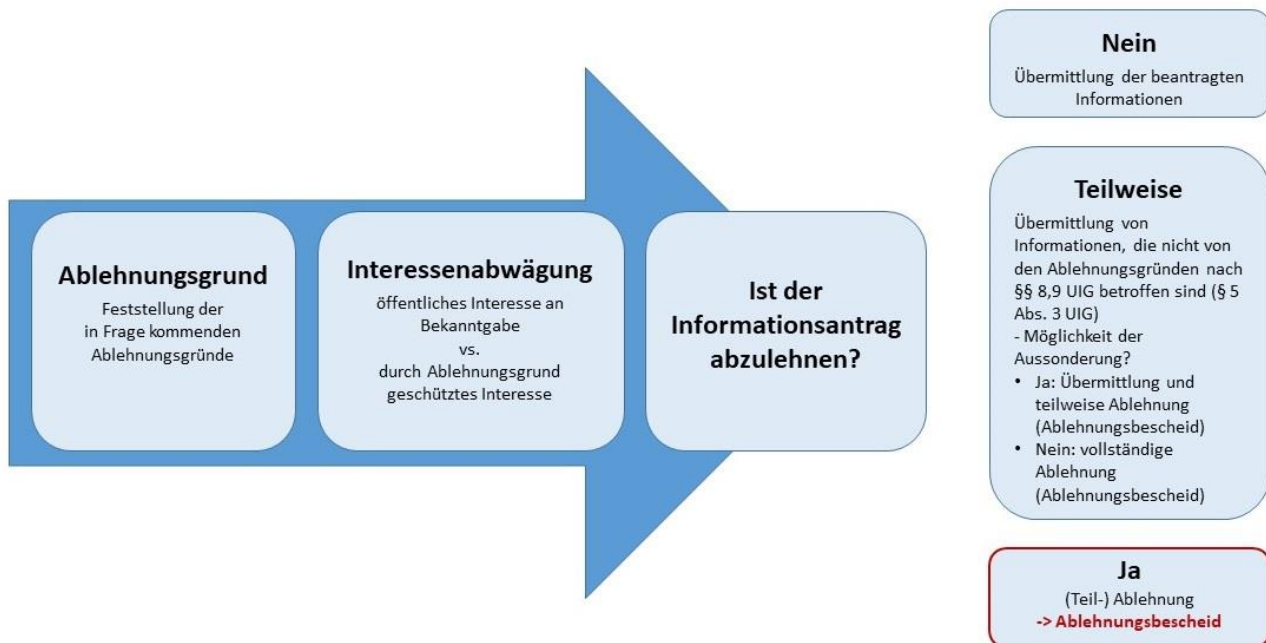 Ablehnungsgrund
Feststellung der
in Frage kommenden
Ablehnungsgründe
Interessenabwägung
öffentliches Interesse an
Bekanntgabe
vs.
durch Ablehnungsgrund
geschütztes Interesse
Ist der
Informationsantrag
abzulehnen?
Nein
Übermittlung der beantragten
Informationen
Teilweise
Übermittlung von
Informationen, die nicht von
den Ablehnungsgründen nach
§§ 8,9 UIG betroffen sind (§ 5
Abs. 3 UIG)
- Möglichkeit der
Aussonderung?
• Ja: Übermittlung und
teilweise Ablehnung
(Ablehnungsbescheid)
• Nein: vollständige
Ablehnung
(Ablehnungsbescheid)
Ja
(Teil-) Ablehnung
-> Ablehnungsbescheid